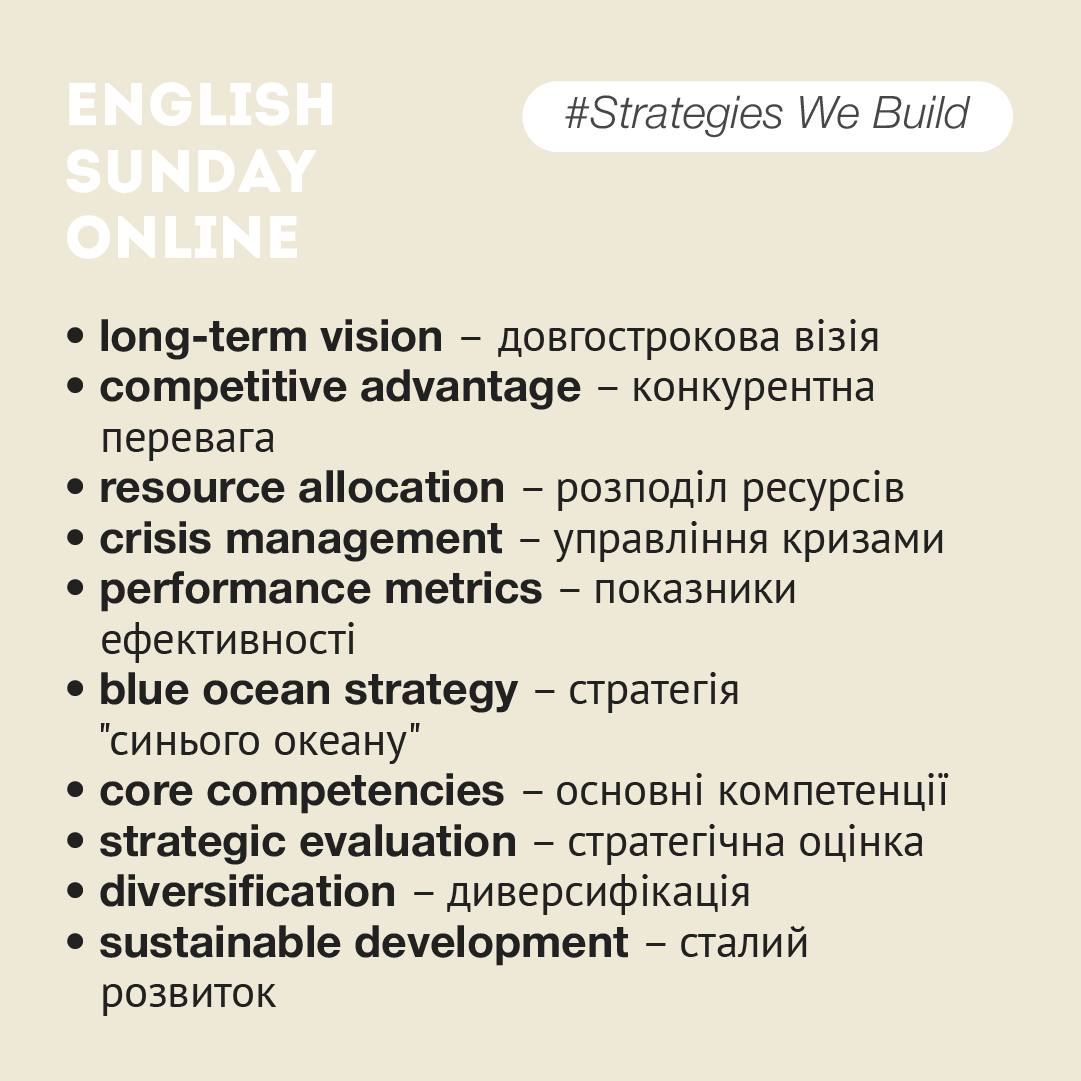 ENGLISH
SUNDAY
ONLINE
#Strategies We Build
• long-term vision – довгострокова візія
• competitive advantage – конкурентна
перевага
• resource allocation – розподіл ресурсів
• crisis management – управління кризами
• performance metrics – показники
ефективності
• blue ocean strategy – стратегія
"синього океану"
• core competencies – основні компетенції
• strategic evaluation – стратегічна оцінка
• diversification – диверсифікація
• sustainable development – сталий
розвиток